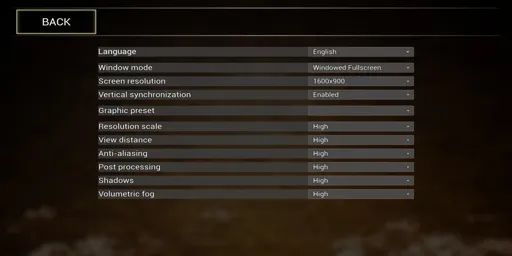 BACK
Language English
Window mode Windowed Fullscreen
Screen resolution 1600x900
Vertical synchronization Enabled
Graphic preset
Resolution scale High
View distance High
Anti-aliasing High
Post processing High
Shadows High
Volumetric fog High